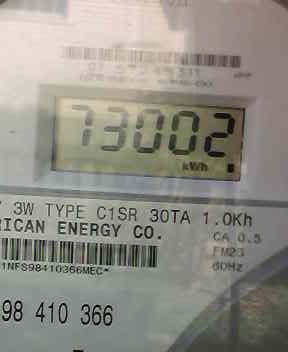 73002
kWh
3W TYPE C1SR 30TA 1.0Kh
RICAN ENERGY CO.
CA 0.5
FM23
60Hz
1NFS98410366MEC*
98 410 366